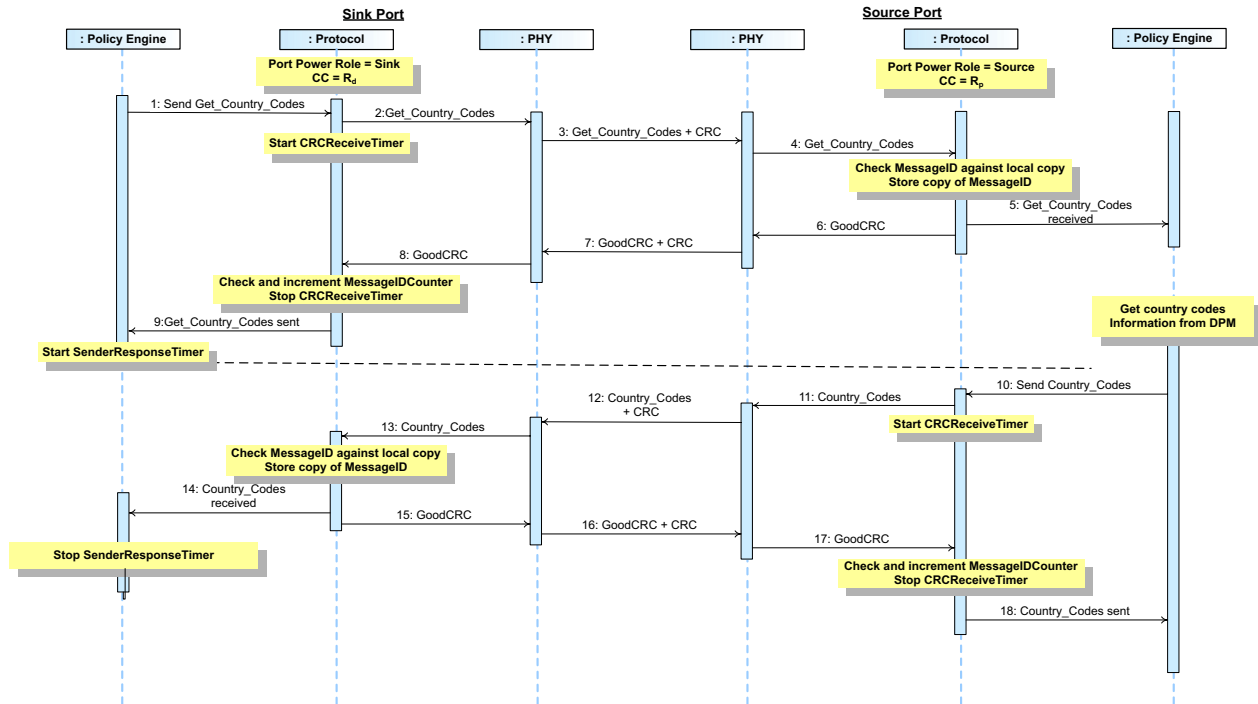 Sink Port
Source Port
: Policy Engine
: Protocol
: PHY
: PHY
: Protocol
: Policy Engine
Port Power Role = Sink
CC = Rd
Port Power Role = Source
CC = Rp
1: Send Get_Country_Codes
2:Get_Country_Codes
Start CRCReceiveTimer
3: Get_Country_Codes + CRC
4: Get_Country_Codes
Check MessageID against local copy
Store copy of MessageID
5: Get_Country_Codes
received
6: GoodCRC
7: GoodCRC + CRC
8: GoodCRC
Check and increment MessageIDCounter
Stop CRCReceiveTimer
9:Get_Country_Codes sent
Start SenderResponseTimer
Get country codes
Information from DPM
10: Send Country_Codes
11: Country_Codes
Start CRCReceiveTimer
12: Country_Codes
+ CRC
13: Country_Codes
Check MessageID against local copy
Store copy of MessageID
14: Country_Codes
received
15: GoodCRC
16: GoodCRC + CRC
17: GoodCRC
Stop SenderResponseTimer
Check and increment MessageIDCounter
Stop CRCReceiveTimer
18: Country_Codes sent